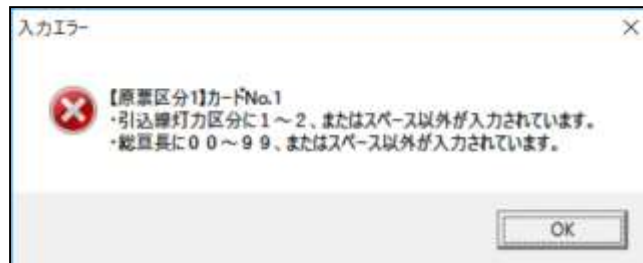 入力エラー
【原票区分1】カードNo.1
・引込線灯力区分に1～2、またはスペース以外が入力されています。
・総亘長に00～99、またはスペース以外が入力されています。
OK